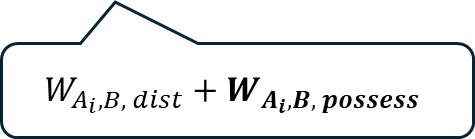 W_{A_i,B, dist} + W_{A_i,B, possess}